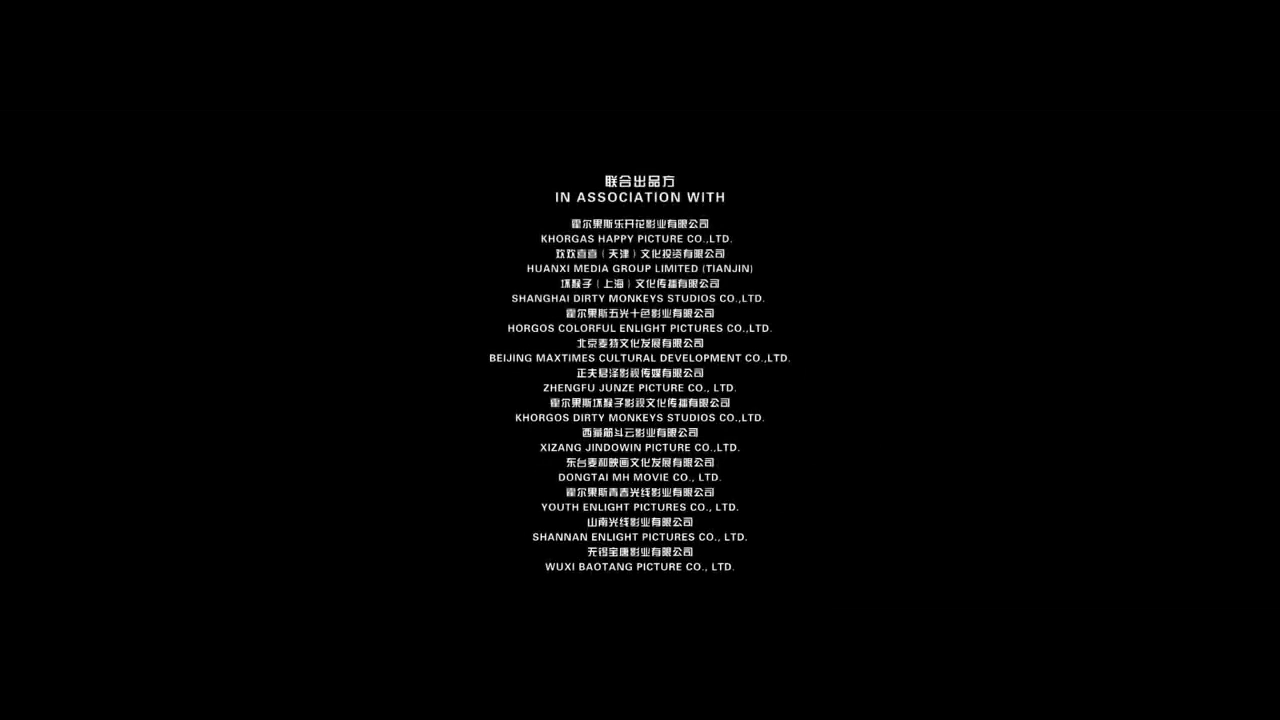 联合出品方
IN ASSOCIATION WITH
霍尔果斯乐开花影业有限公司
KHORGAS HAPPY PICTURE CO.,LTD.
欢欢喜喜（天津）文化投资有限公司
HUANXI MEDIA GROUP LIMITED (TIANJIN)
坏猴子（上海）文化传播有限公司
SHANGHAI DIRTY MONKEYS STUDIOS CO.,LTD.
霍尔果斯五光十色影业有限公司
HORGOS COLORFUL ENLIGHT PICTURES CO.,LTD.
北京麦特文化发展有限公司
BEIJING MAXTIMES CULTURAL DEVELOPMENT CO.,LTD.
正夫君泽影视传媒有限公司
ZHENGFU JUNZE PICTURE CO., LTD.
霍尔果斯坏猴子影视文化传播有限公司
KHORGOS DIRTY MONKEYS STUDIOS CO.,LTD.
西藏筋斗云影业有限公司
XIZANG JINDOWIN PICTURE CO.,LTD.
东台麦和映画文化发展有限公司
DONGTAI MH MOVIE CO., LTD.
霍尔果斯青春光线影业有限公司
YOUTH ENLIGHT PICTURES CO., LTD.
山南光线影业有限公司
SHANNAN ENLIGHT PICTURES CO., LTD.
无锡宝唐影业有限公司
WUXI BAOTANG PICTURE CO., LTD.